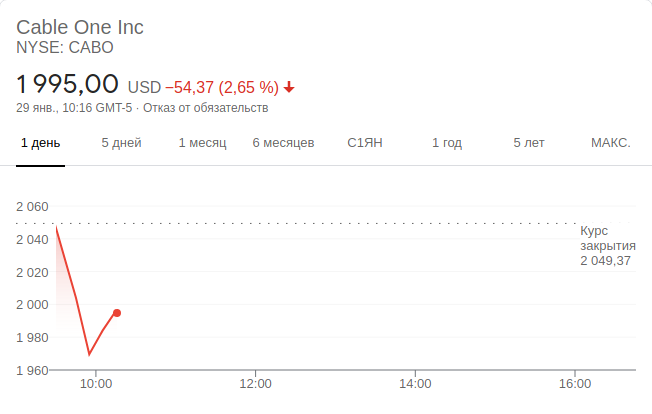 Cable One Inc
NYSE: CABO
1 995,00 USD −54,37 (2,65 %)
29 янв., 10:16 GMT-5 · Отказ от обязательств
1 день 5 дней 1 месяц 6 месяцев С1ЯН 1 год 5 лет МАКС.
2 060
2 040
2 020
2 000
1 980
1 960
Курс
закрытия
2 049,37
10:00 12:00 14:00 16:00